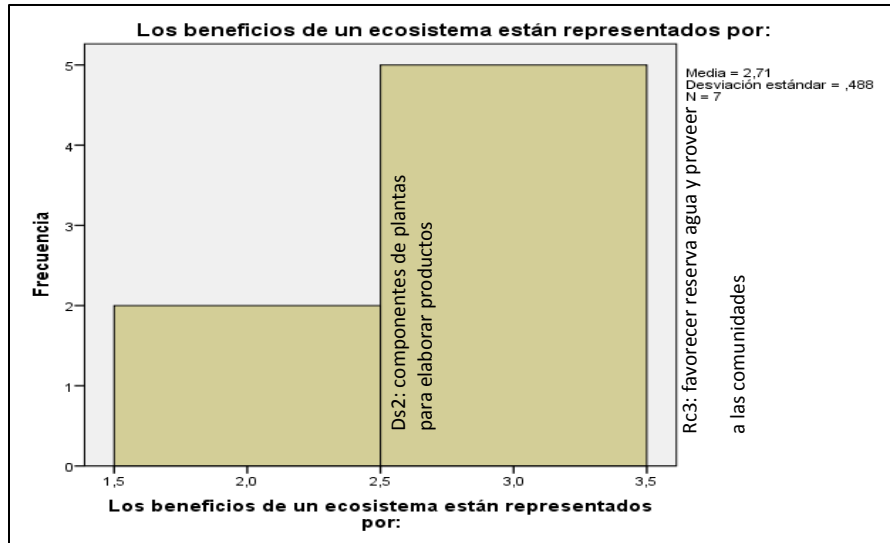 Los beneficios de un ecosistema están representados por:
Media = 2,71
Desviación estándar = ,488
N = 7
Frecuencia
5
4
3
2
1
0
Ds2: componentes de plantas
para elaborar productos
Rc3: favorecer reserva agua y proveer
a las comunidades
1,5
2,0
2,5
3,0
3,5
Los beneficios de un ecosistema están representados
por: